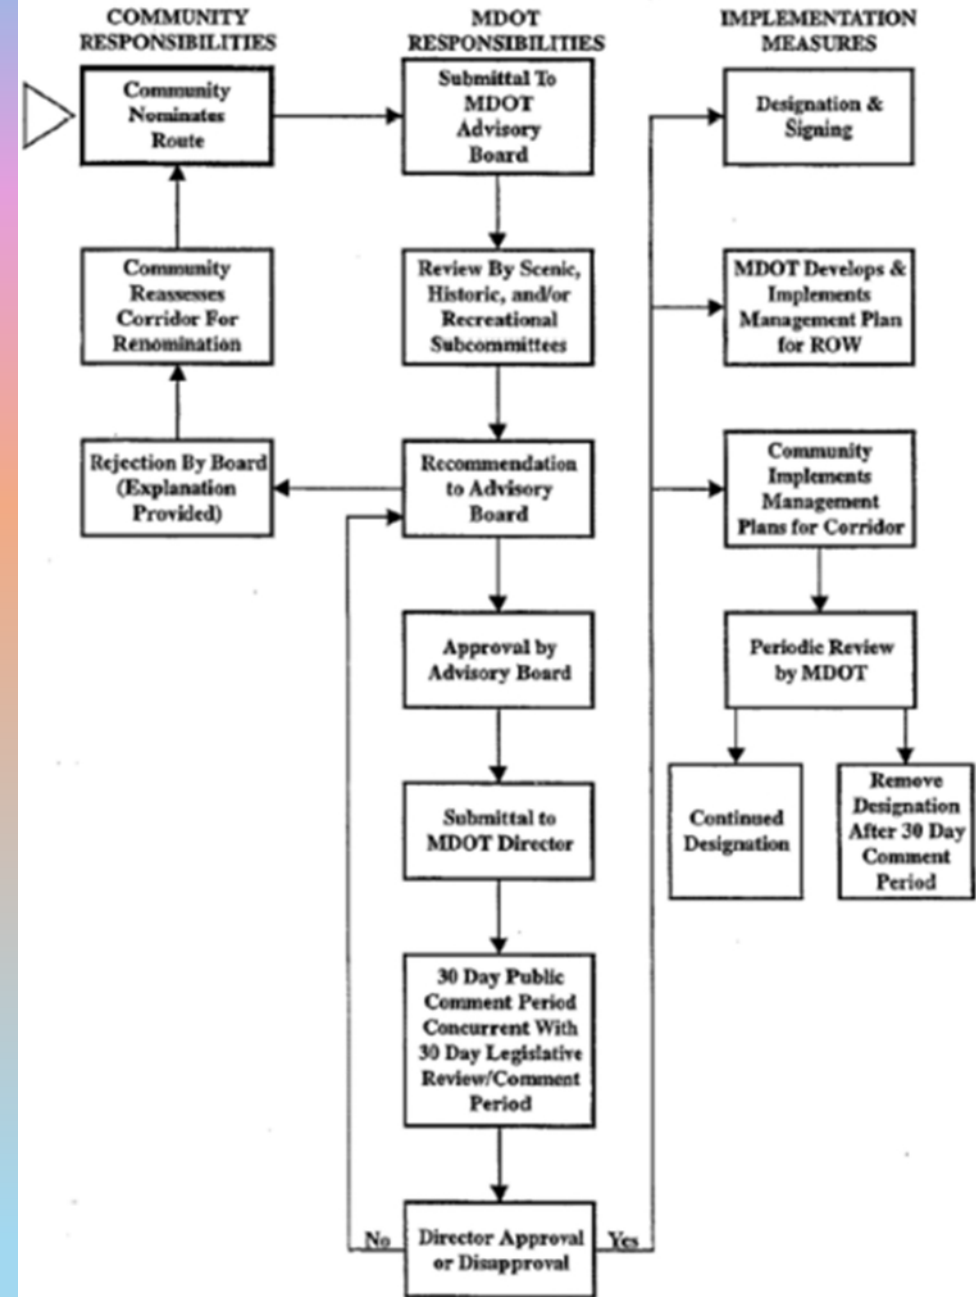 COMMUNITY
RESPONSIBILITIES
Community
Nominates
Route
Community
Reassesses
Corridor For
Renomination
Rejection By Board
(Explanation
Provided)
MDOT
RESPONSIBILITIES
Submittal To
MDOT
Advisory
Board
Review By Scenic,
Historic, and/or
Recreational
Subcommittees
Recommendation
to Advisory
Board
Approval by
Advisory Board
Submittal to
MDOT Director
30 Day Public
Comment Period
Concurrent With
30 Day Legislative
Review/Comment
Period
No
Director Approval
or Disapproval
Yes
IMPLEMENTATION
MEASURES
Designation &
Signing
MDOT Develops &
Implements
Management Plan
for ROW
Community
Implements
Management
Plans for Corridor
Periodic Review
by MDOT
Continued
Designation
Remove
Designation
After 30 Day
Comment
Period